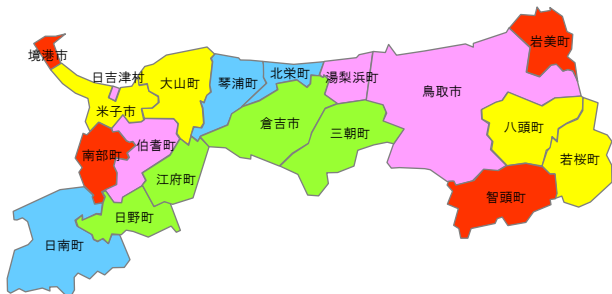 岩美町
境港市
日吉津村
大山町
琴浦町
北栄町
湯梨浜町
鳥取市
米子市
倉吉市
三朝町
八頭町
南部町
伯耆町
若桜町
江府町
智頭町
日野町
日南町